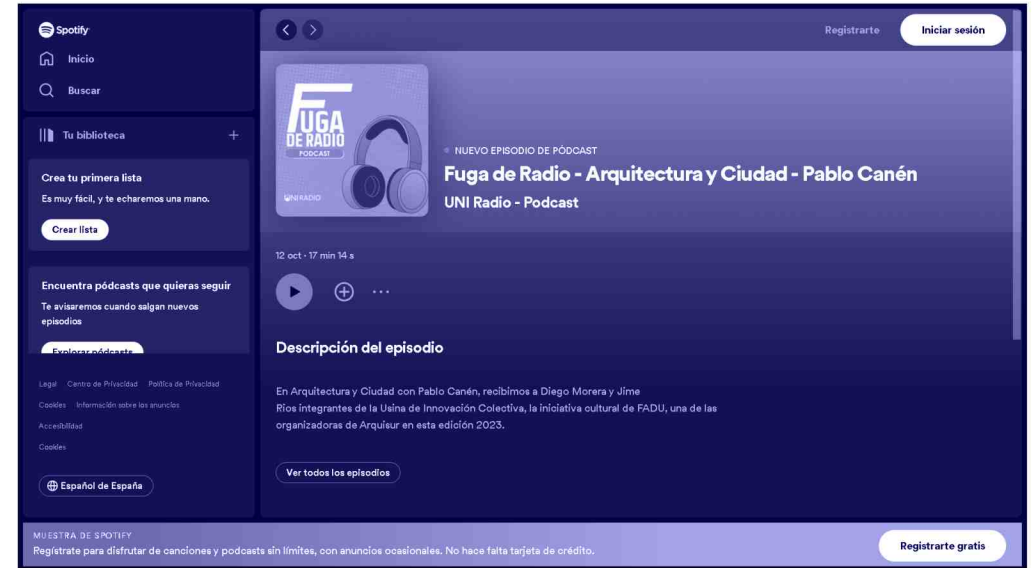 Spotify
Inicio
Buscar
Tu biblioteca
Crea tu primera lista
Es muy fácil, y te echaremos una mano.
Crear lista
Encuentra pódcasts que quieras seguir
Te avisaremos cuando salgan nuevos
episodios
Explorar pódcasts
Legal Centro de Privacidad Política de Privacidad
Cookies Información sobre los anuncios
Accesibilidad
Cookies
Español de España
Registrarte Iniciar sesión
FUGA
DE RADIO
PODCAST
UNIRADIO
NUEVO EPISODIO DE PÓDCAST
Fuga de Radio - Arquitectura y Ciudad - Pablo Canén
UNI Radio - Podcast
12 oct · 17 min 14 s
Descripción del episodio
En Arquitectura y Ciudad con Pablo Canén, recibimos a Diego Morera y Jime
Rios integrantes de la Usina de Innovación Colectiva, la iniciativa cultural de FADU, una de las
organizadoras de Arquisur en esta edición 2023.
Ver todos los episodios
MUESTRA DE SPOTIFY
Regístrate para disfrutar de canciones y podcasts sin límites, con anuncios ocasionales. No hace falta tarjeta de crédito.
Registrarte gratis